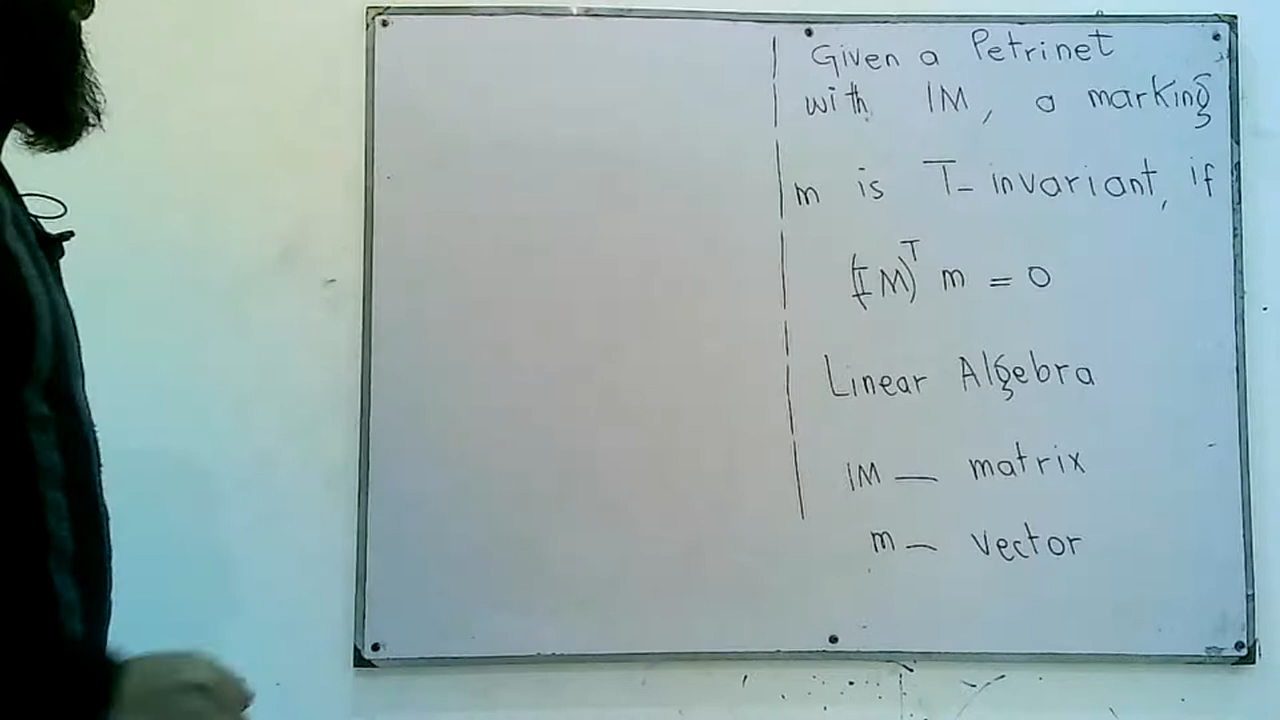 Given a Petrinet
with IM, a marking
m is T- invariant, if
(IM)ᵀ m = 0
Linear Algebra
IM — matrix
m — vector